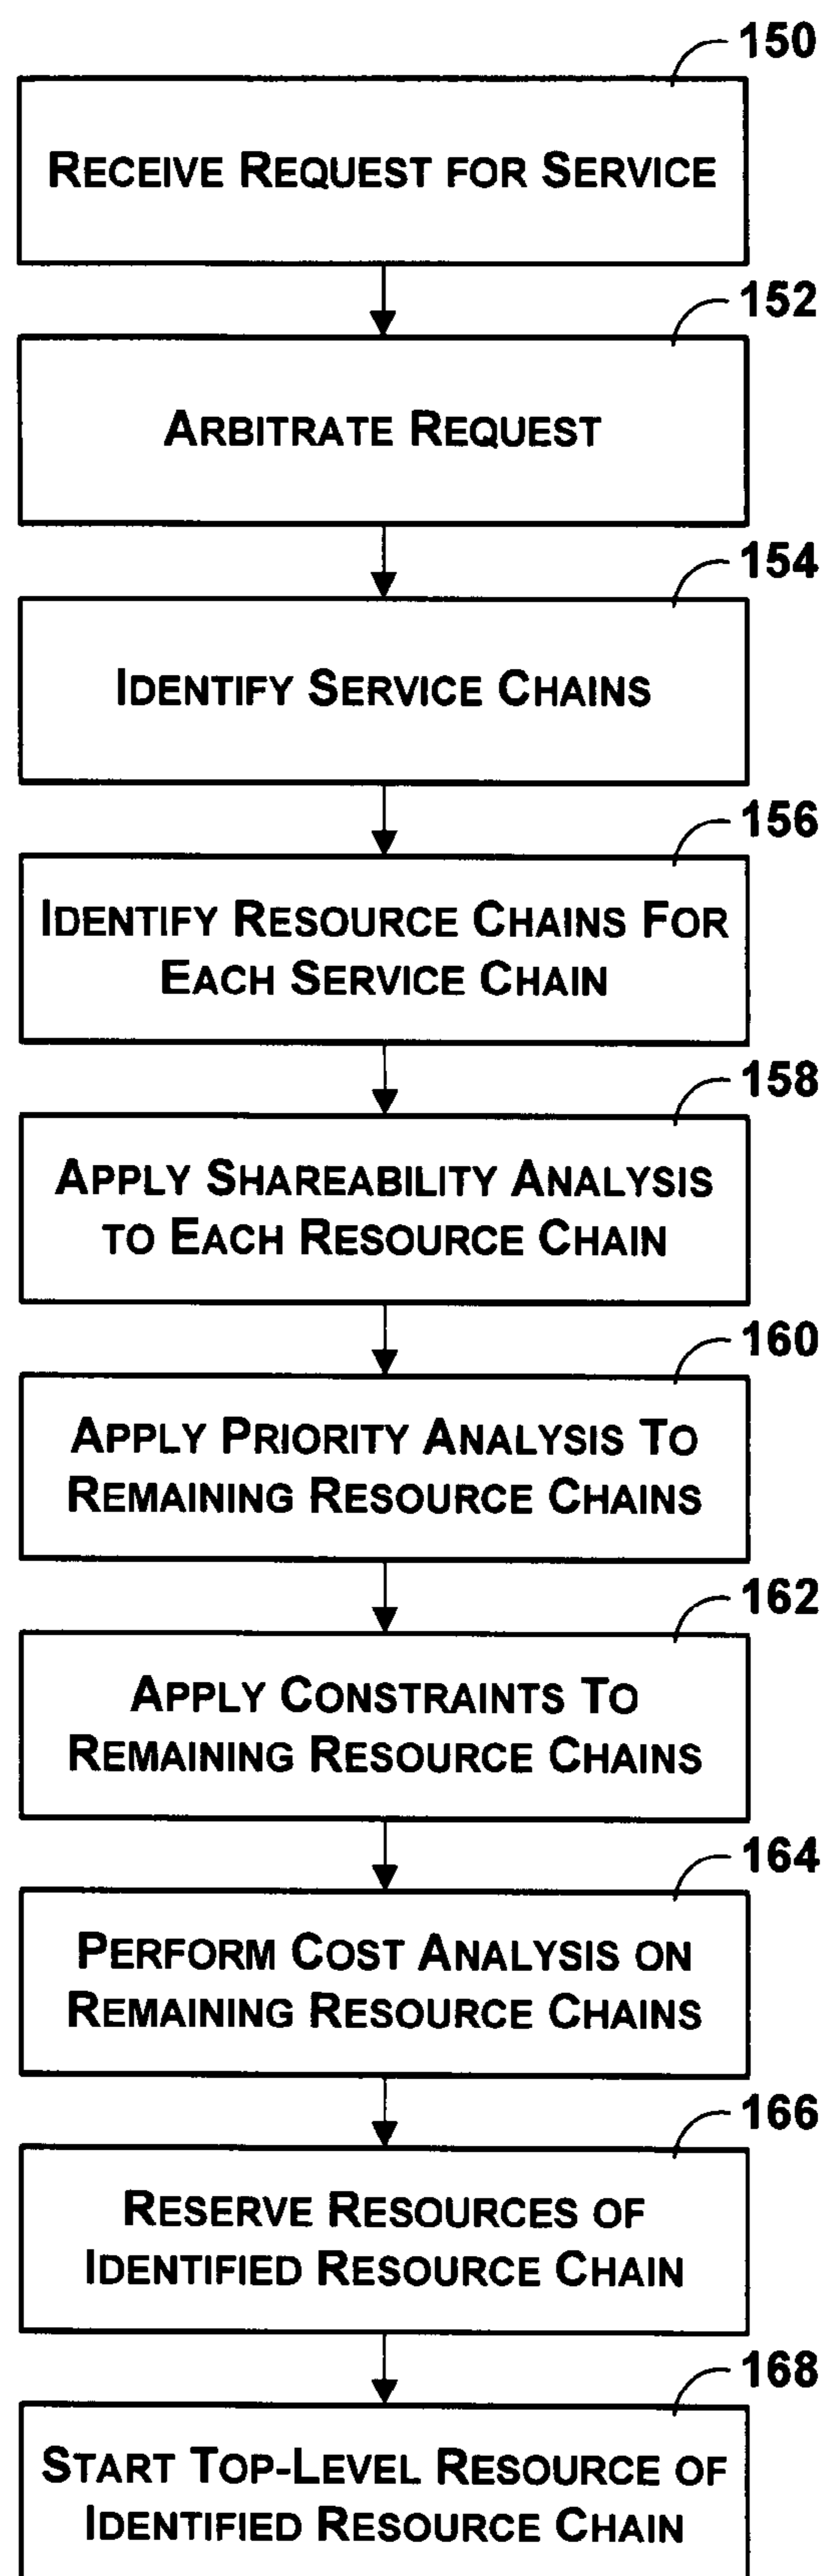 150
RECEIVE REQUEST FOR SERVICE
152
ARBITRATE REQUEST
154
IDENTIFY SERVICE CHAINS
156
IDENTIFY RESOURCE CHAINS FOR
EACH SERVICE CHAIN
158
APPLY SHAREABILITY ANALYSIS
TO EACH RESOURCE CHAIN
160
APPLY PRIORITY ANALYSIS TO
REMAINING RESOURCE CHAINS
162
APPLY CONSTRAINTS TO
REMAINING RESOURCE CHAINS
164
PERFORM COST ANALYSIS ON
REMAINING RESOURCE CHAINS
166
RESERVE RESOURCES OF
IDENTIFIED RESOURCE CHAIN
168
START TOP-LEVEL RESOURCE OF
IDENTIFIED RESOURCE CHAIN